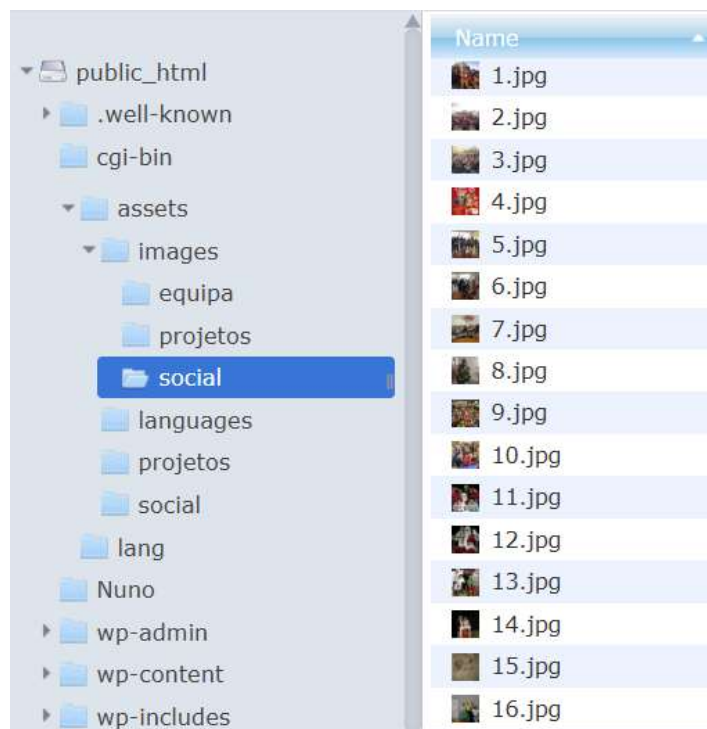 public_html
.well-known
cgi-bin
assets
images
equipa
projetos
social
languages
projetos
social
lang
Nuno
wp-admin
wp-content
wp-includes
Name
1.jpg
2.jpg
3.jpg
4.jpg
5.jpg
6.jpg
7.jpg
8.jpg
9.jpg
10.jpg
11.jpg
12.jpg
13.jpg
14.jpg
15.jpg
16.jpg